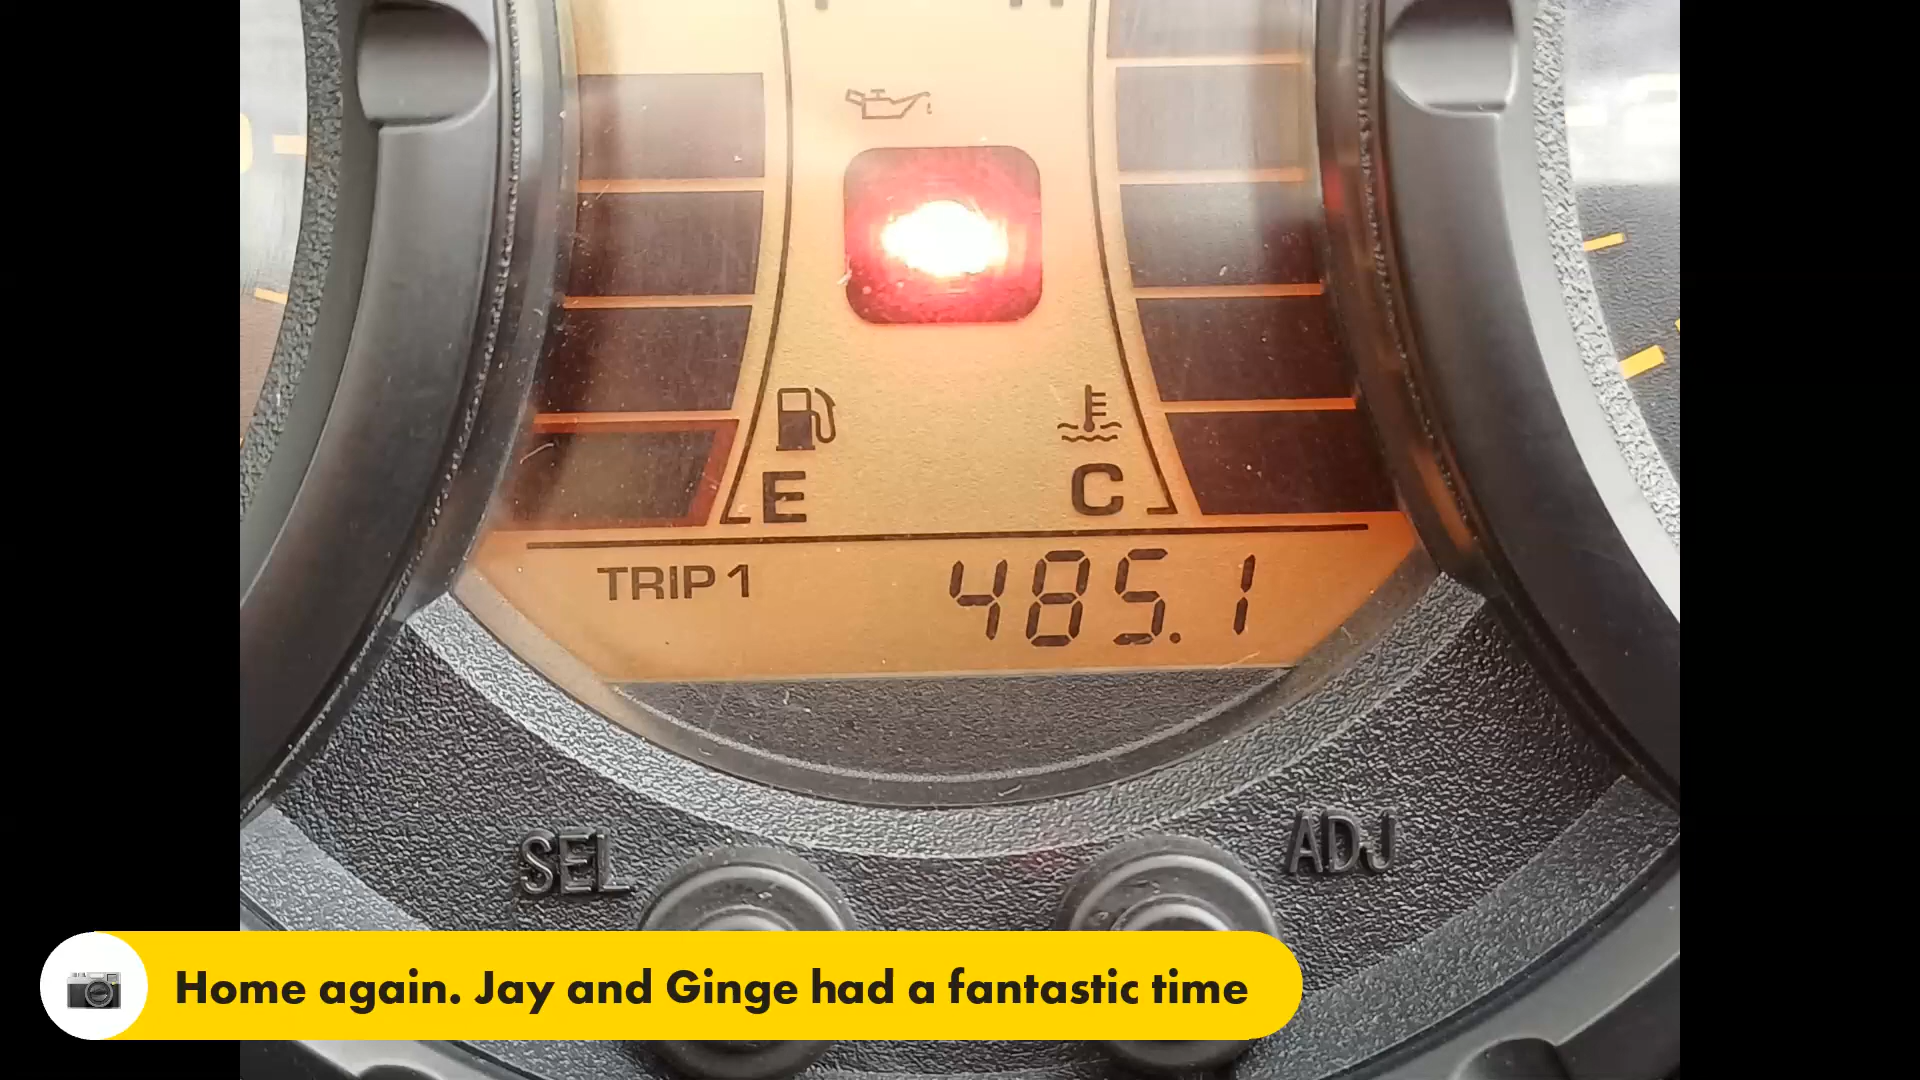 E
C
TRIP 1
485.1
SEL
ADJ
Home again. Jay and Ginge had a fantastic time